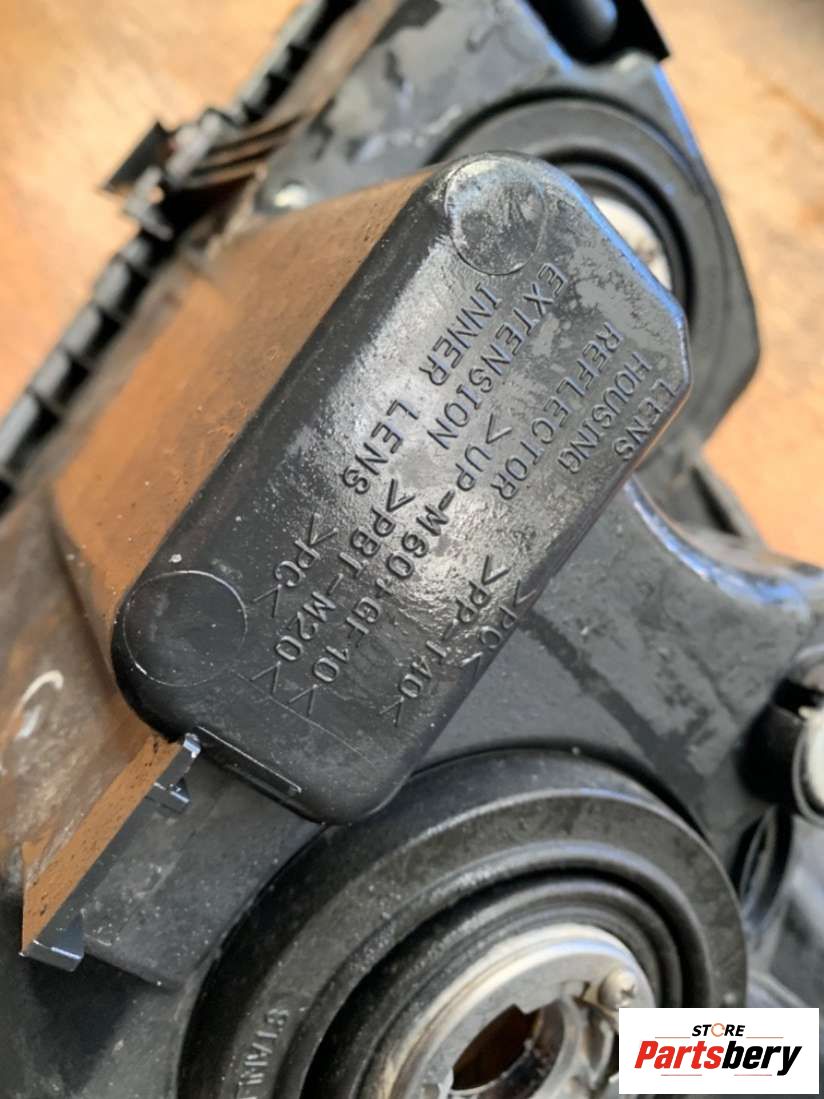 LENS >PC<
HOUSING >PP-T40<
REFLECTOR >UP-M60+GF10<
EXTENSION >PBT-M20<
INNER LENS >PC<
STORE
Partsbery